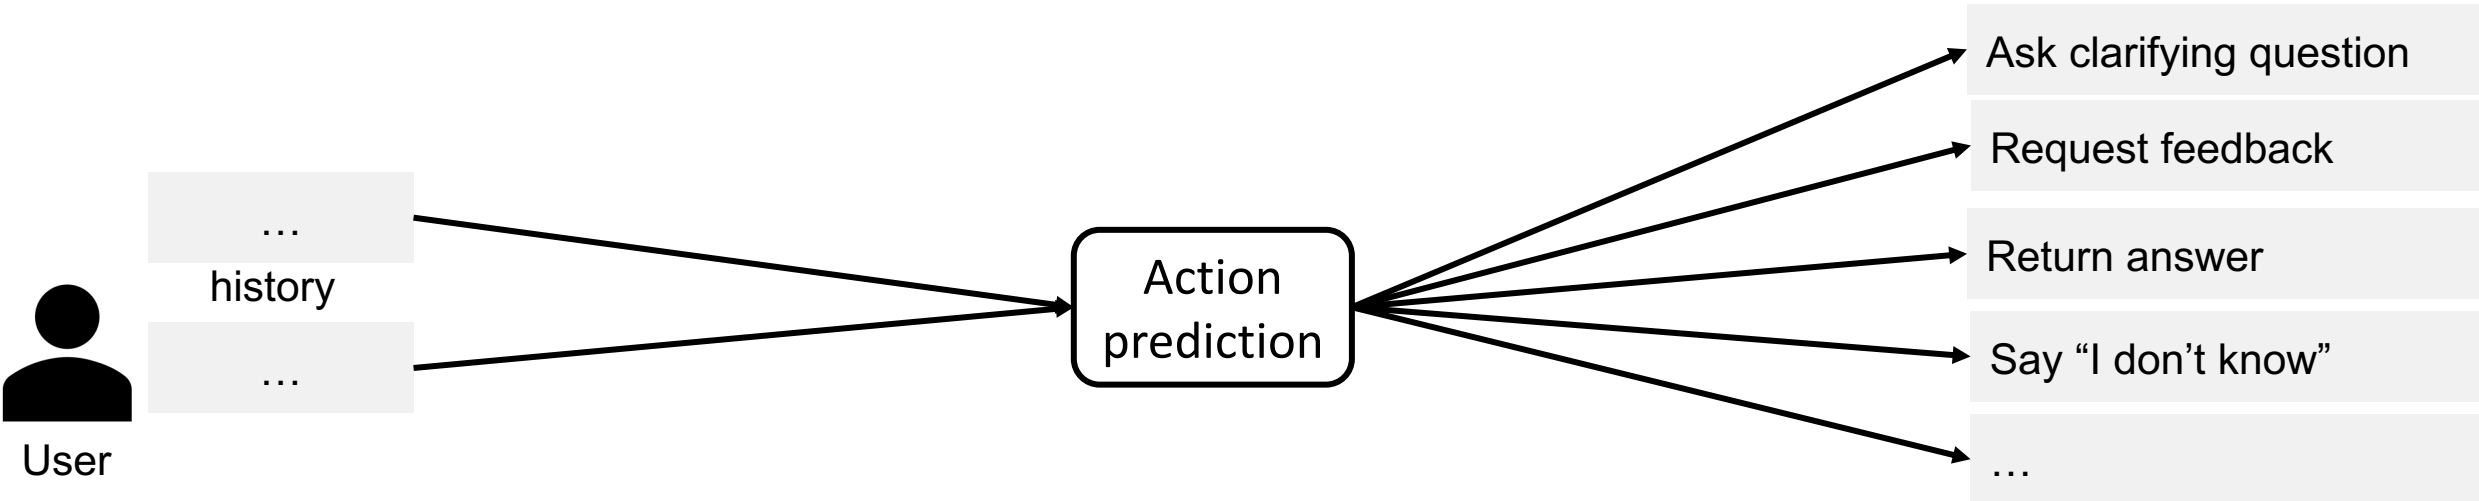 …
history
…
User
Action
prediction
Ask clarifying question
Request feedback
Return answer
Say “I don’t know”
…